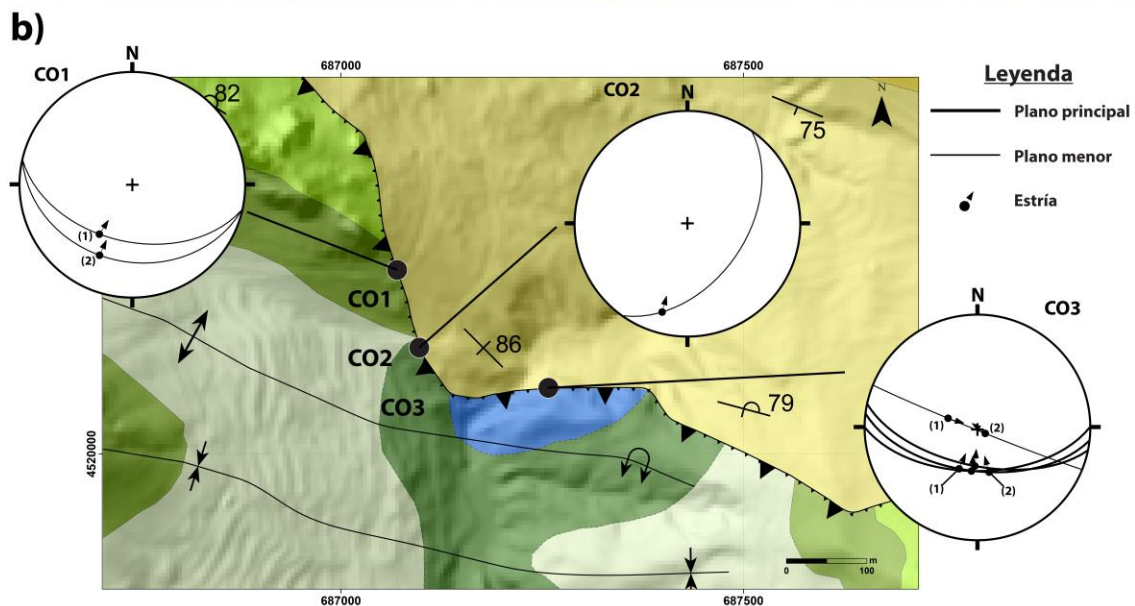 b)
CO1
N
(1)
(2)
687000
687500
82
CO2
N
75
N
Leyenda
Plano principal
Plano menor
Estría
CO1
CO2
86
CO3
79
N
CO3
(1)
(2)
(1)
(2)
4520000
m
0
100
687000
687500